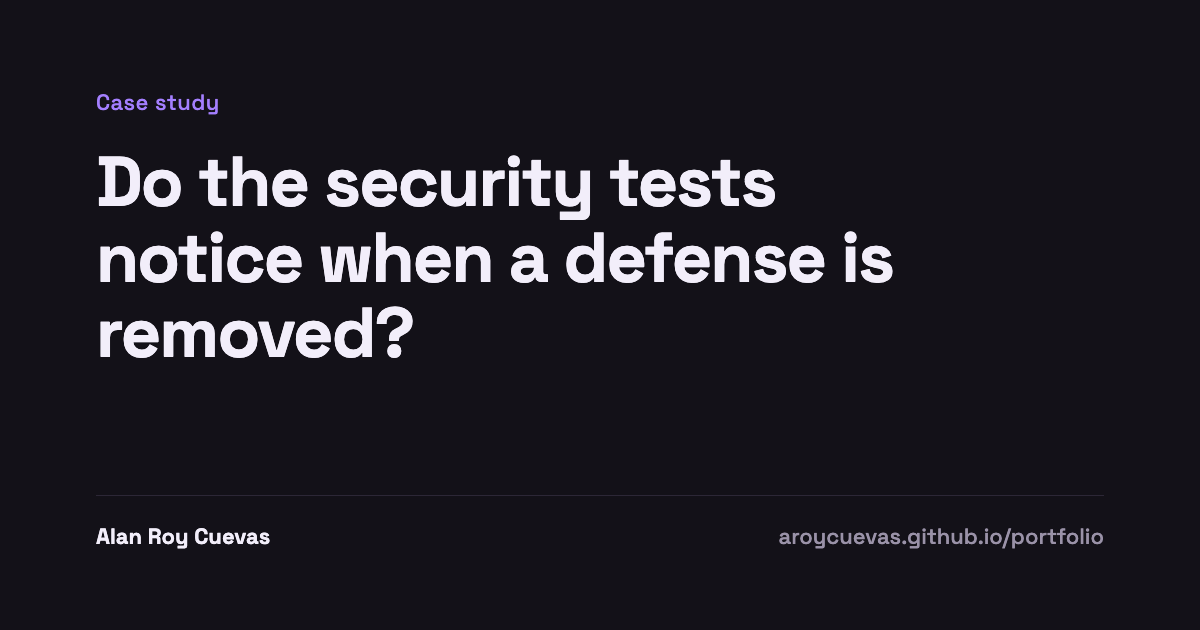 Case study
Do the security tests
notice when a defense is
removed?
Alan Roy Cuevas
aroycuevas.github.io/portfolio